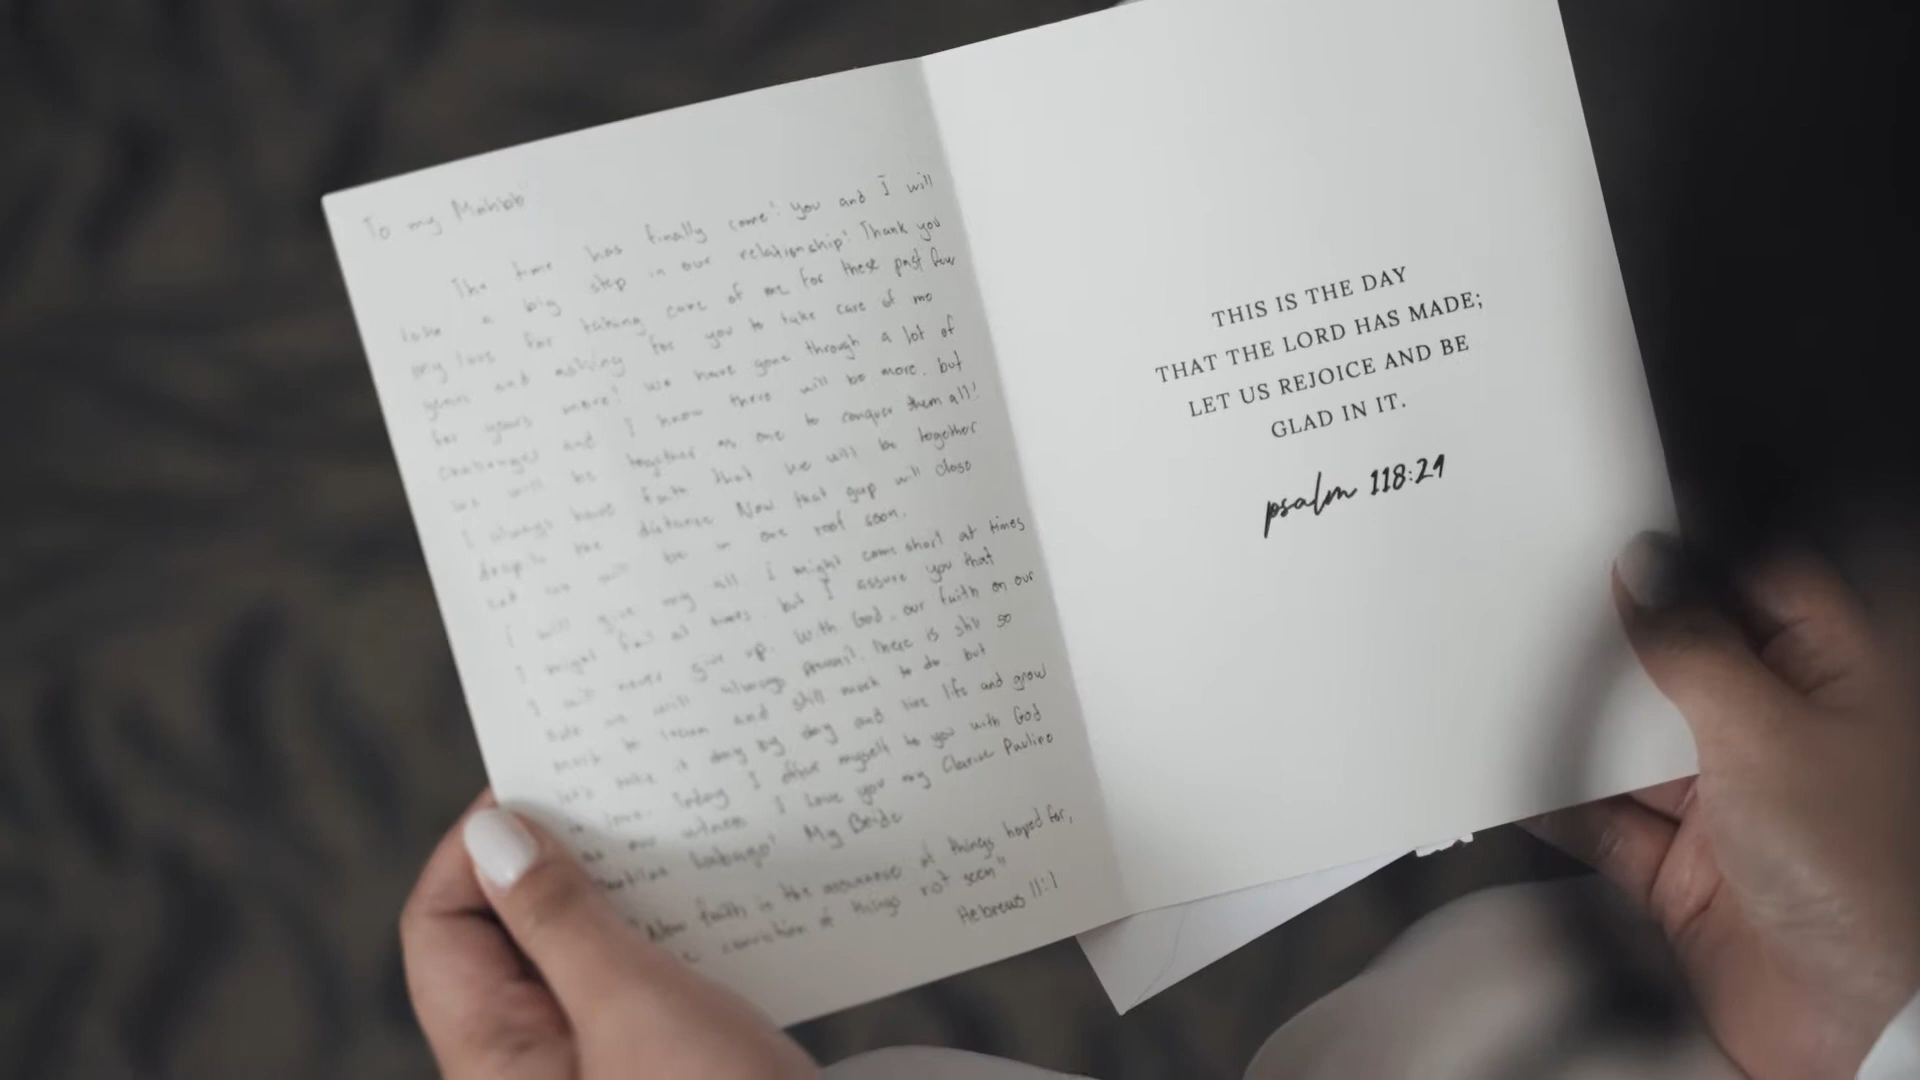 To my Mahbb
The time has finally come! You and I will
take a big step in our relationship! Thank you
my love for taking care of me for these past few
years and asking for you to take care of me
for years more! We have gone through a lot of
challenges and I know there will be more, but
we will be together as one to conquer them all!
I always have faith that we will be together
despite the distance. Now that gap will close
and we will be in one roof soon.
I will give my all. I might come short at times
I might fail at times, but I assure you that
I will never give up. With God, our faith on our
side we will always prevail. There is still so
much to learn and still much to do, but
let's take it day by day and live life and grow
in love. Today I offer myself to you with God
as our witness. I love you my Clarice Paulino
My Bride
"Now faith is the assurance of things hoped for,
conviction of things not seen"
Hebrews 11:1
THIS IS THE DAY
THAT THE LORD HAS MADE;
LET US REJOICE AND BE
GLAD IN IT.
psalm 118:24